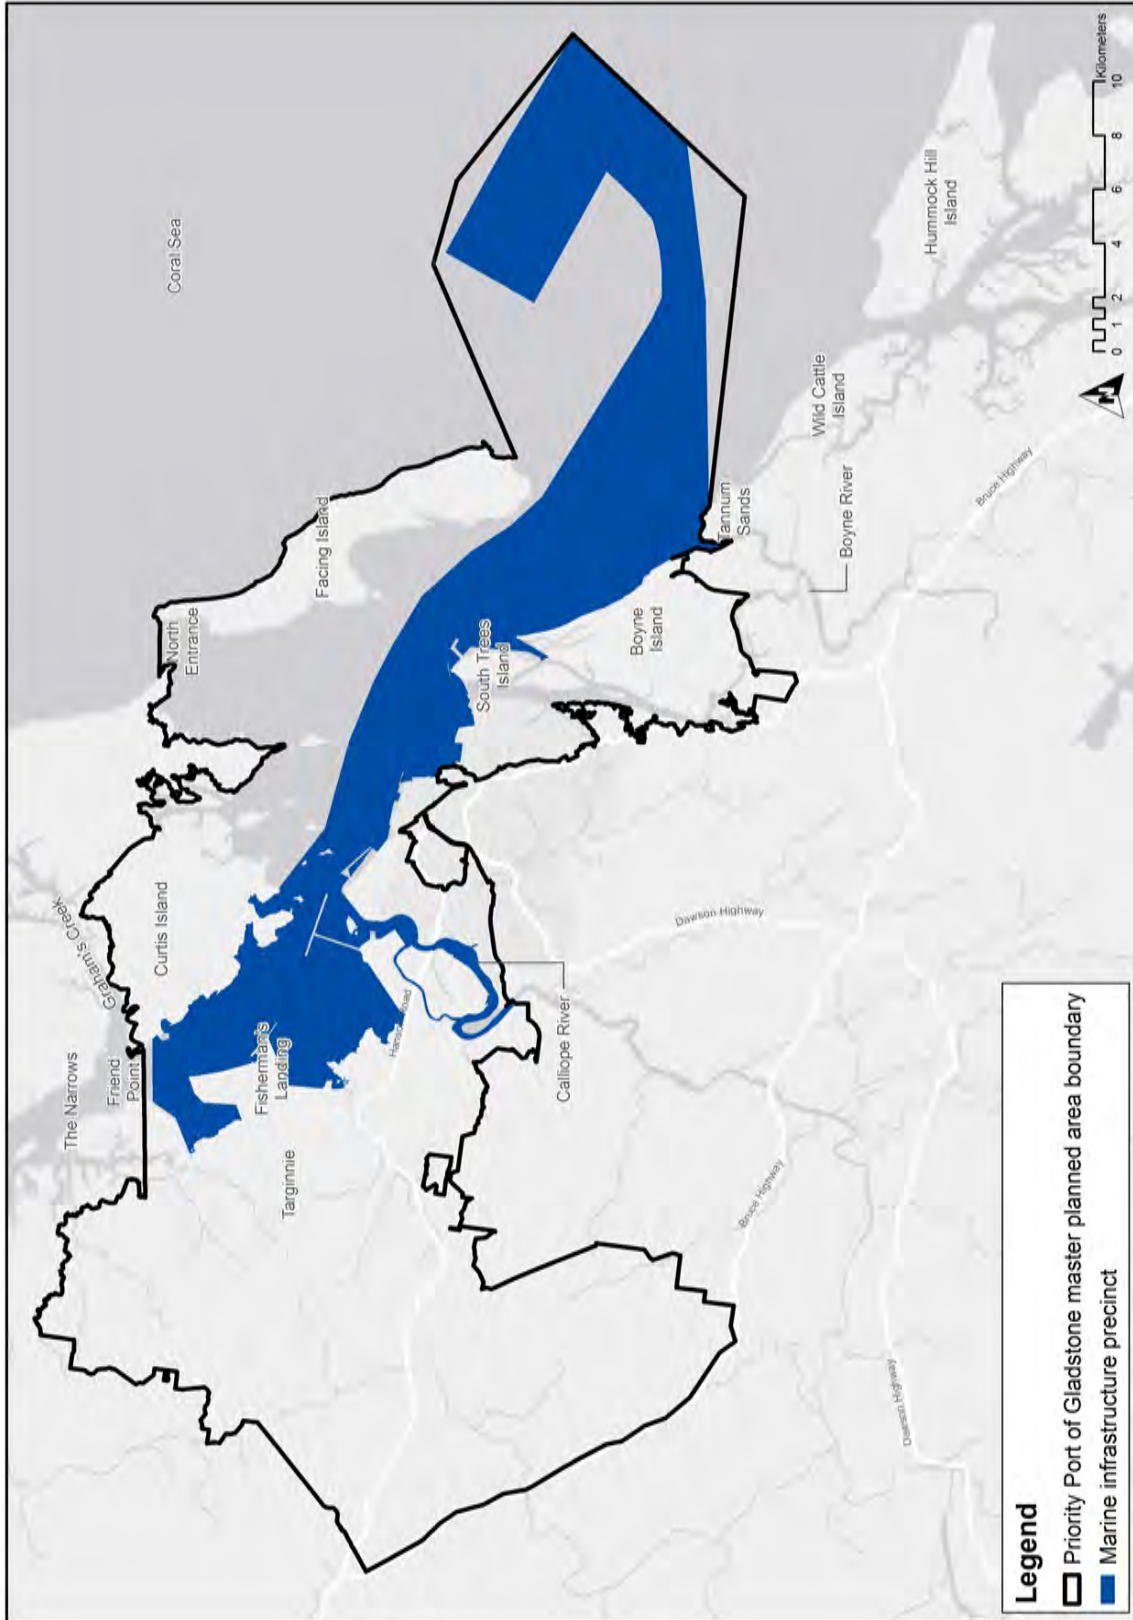 Coral Sea
The Narrows
Graham's Creek
Friend
Point
Curtis Island
North
Entrance
Facing Island
Fisherman's
Landing
Targinnie
Hanson Road
South Trees
Island
Boyne
Island
Tannum
Sands
Calliope River
Boyne River
Wild Cattle
Island
Hummock Hill
Island
Dawson Highway
Bruce Highway
Bruce Highway
Dawson Highway
Legend
Priority Port of Gladstone master planned area boundary
Marine infrastructure precinct
N
0 1 2 4 6 8 10
Kilometers